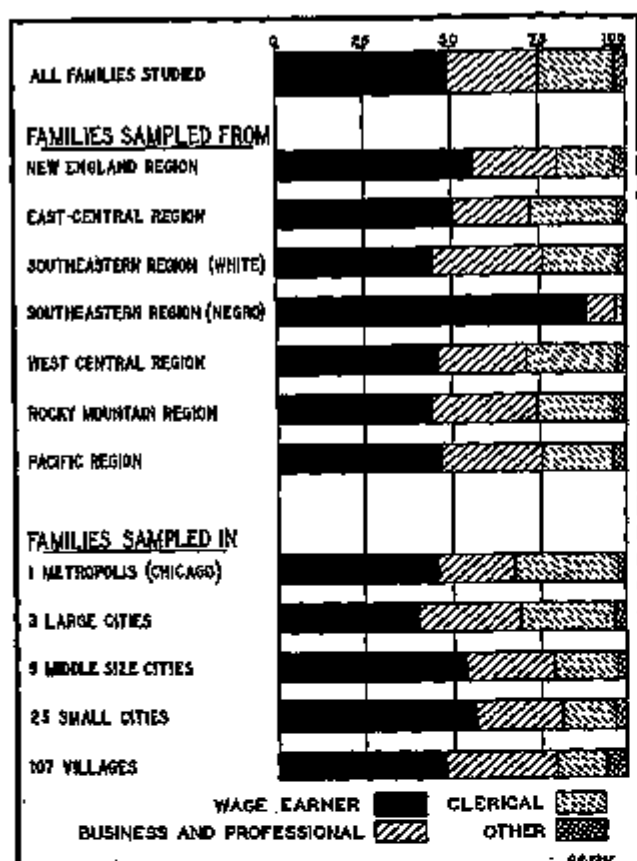 0 25 50 75 100
ALL FAMILIES STUDIED
FAMILIES SAMPLED FROM
NEW ENGLAND REGION
EAST-CENTRAL REGION
SOUTHEASTERN REGION (WHITE)
SOUTHEASTERN REGION (NEGRO)
WEST CENTRAL REGION
ROCKY MOUNTAIN REGION
PACIFIC REGION
FAMILIES SAMPLED IN
1 METROPOLIS (CHICAGO)
LARGE CITIES
MIDDLE SIZE CITIES
25 SMALL CITIES
107 VILLAGES
WAGE EARNER CLERICAL
BUSINESS AND PROFESSIONAL OTHER